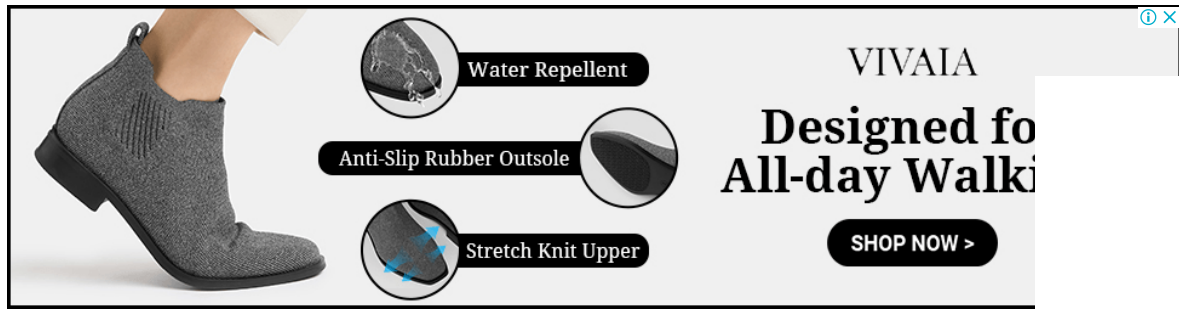 Water Repellent
Anti-Slip Rubber Outsole
Stretch Knit Upper
VIVAIA
Designed fo
All-day Walki
SHOP NOW >